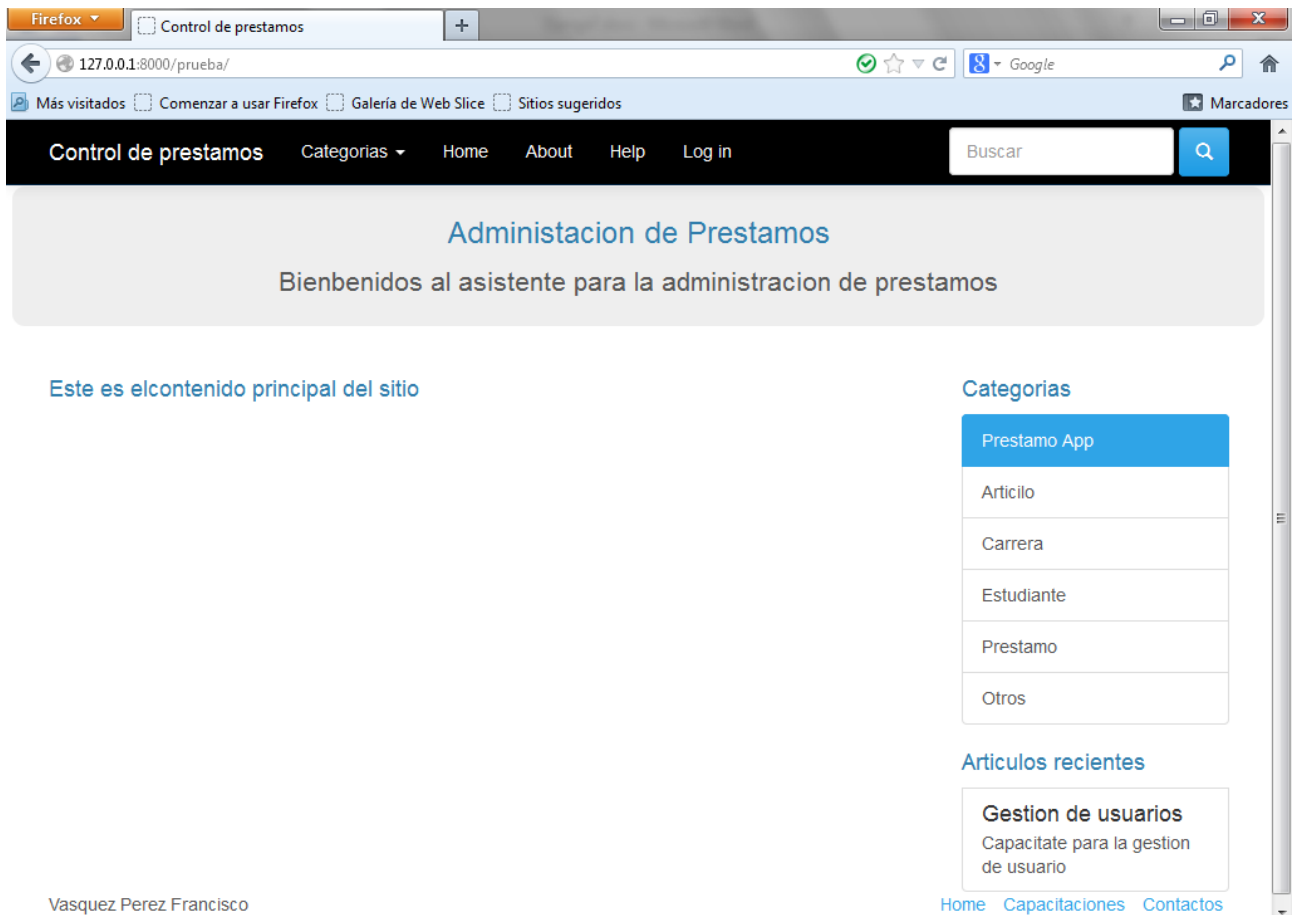 Firefox
Control de prestamos
127.0.0.1:8000/prueba/
Google
Más visitados
Comenzar a usar Firefox
Galería de Web Slice
Sitios sugeridos
Marcadores
Control de prestamos
Categorias
Home
About
Help
Log in
Buscar
Administacion de Prestamos
Bienbenidos al asistente para la administracion de prestamos
Este es elcontenido principal del sitio
Categorias
Prestamo App
Articilo
Carrera
Estudiante
Prestamo
Otros
Articulos recientes
Gestion de usuarios
Capacitate para la gestion
de usuario
Vasquez Perez Francisco
Home
Capacitaciones
Contactos